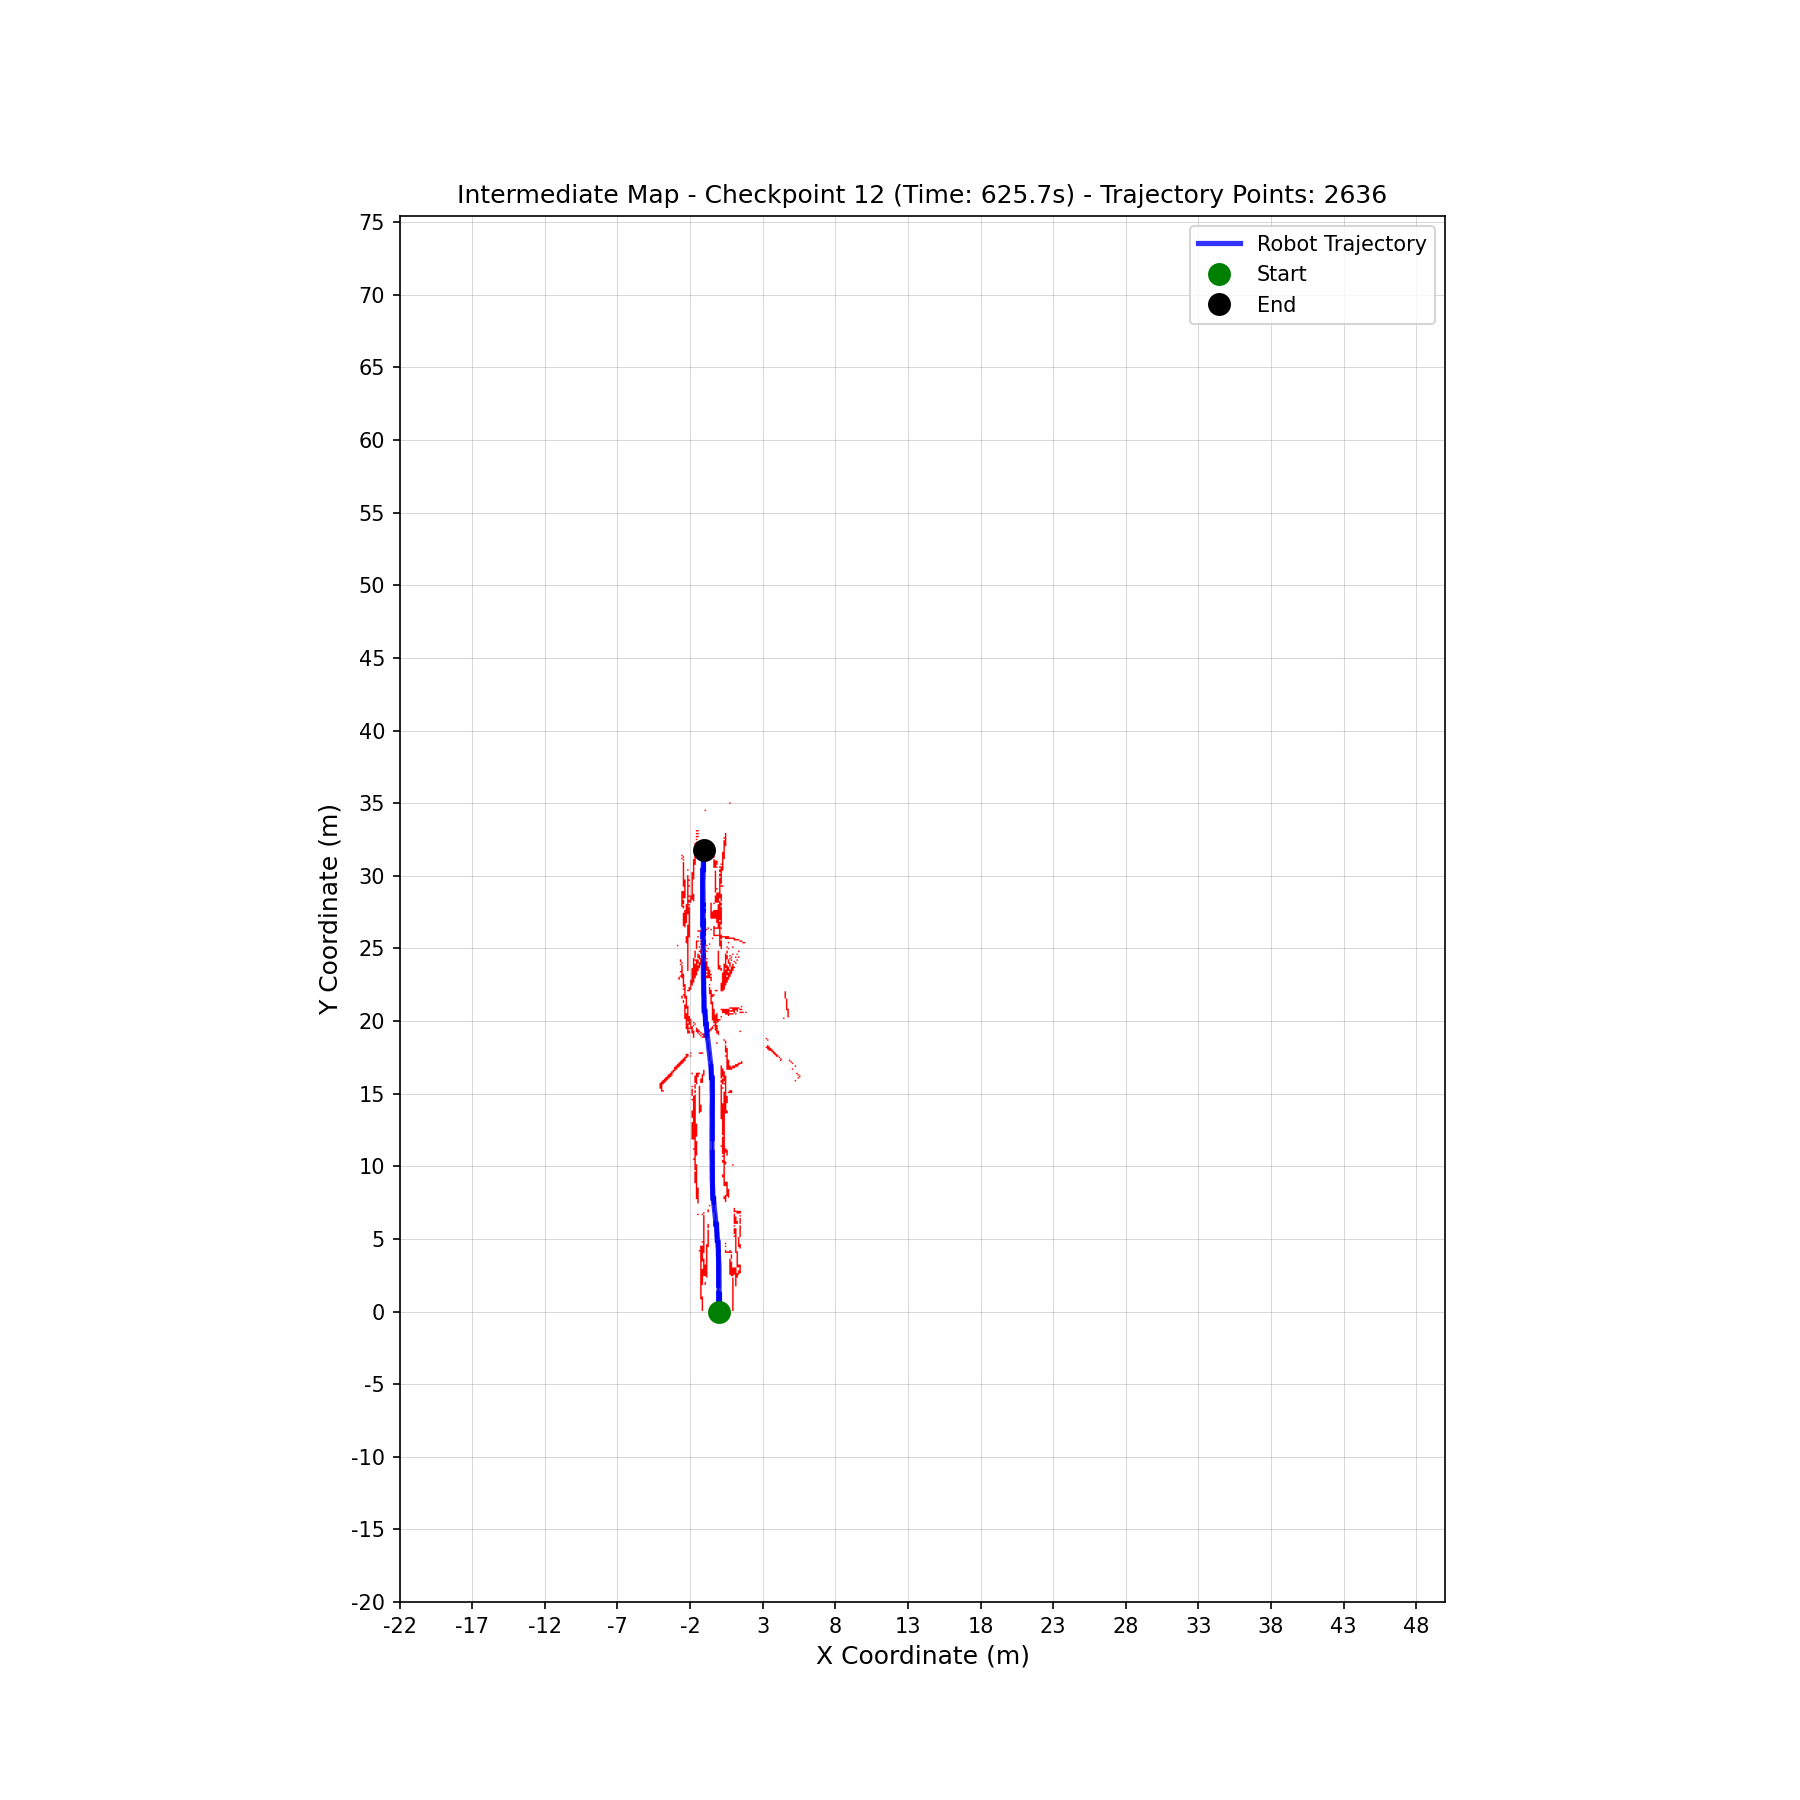 Intermediate Map - Checkpoint 12 (Time: 625.7s) - Trajectory Points: 2636
Robot Trajectory
Start
End
Y Coordinate (m)
75
70
65
60
55
50
45
40
35
30
25
20
15
10
5
0
-5
-10
-15
-20
-22 -17 -12 -7 -2 3 8 13 18 23 28 33 38 43 48
X Coordinate (m)